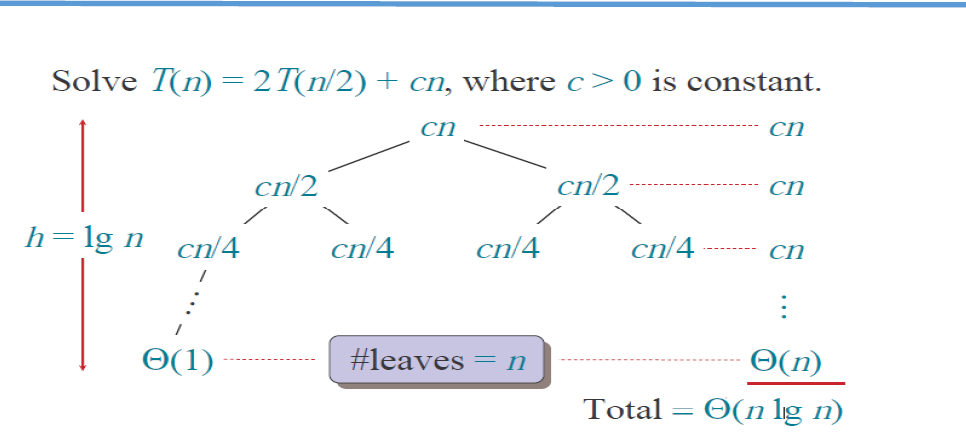 Solve T(n) = 2T(n/2) + cn, where c > 0 is constant.
cn cn
cn/2 cn/2 cn
h = lg n cn/4 cn/4 cn/4 cn/4 cn
⋮ ⋮
Θ(1) #leaves = n Θ(n)
Total = Θ(n lg n)